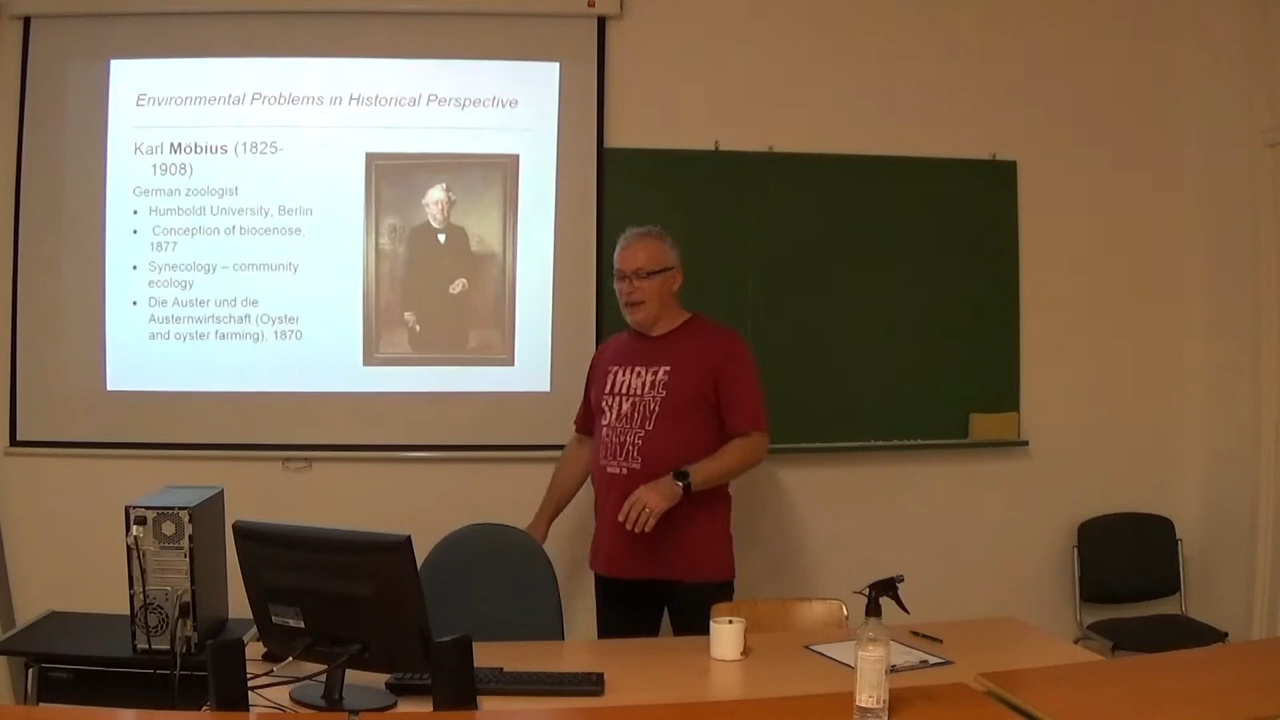 Environmental Problems in Historical Perspective
Karl Möbius (1825-
1908)
German zoologist
• Humboldt University, Berlin
• Conception of biocenose,
1877
• Synecology – community
ecology
• Die Auster und die
Austernwirtschaft (Oyster
and oyster farming), 1870
THREE
SIXTY
FIVE